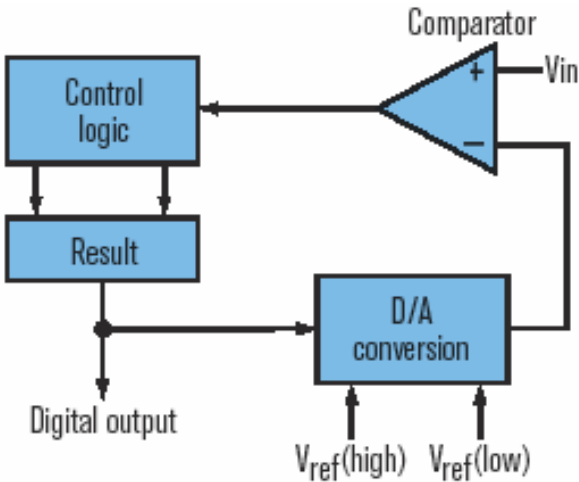 Comparator
Control
logic
+
Vin
−
Result
D/A
conversion
Digital output
Vref(high) Vref(low)